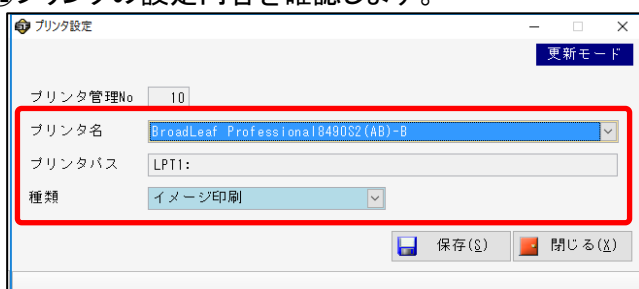 プリンタの設定内容を確認します。
プリンタ設定
更新モード
プリンタ管理No 10
プリンタ名 BroadLeaf Professional8490S2(AB)-B
プリンタパス LPT1:
種類 イメージ印刷
保存(S) 閉じる(X)